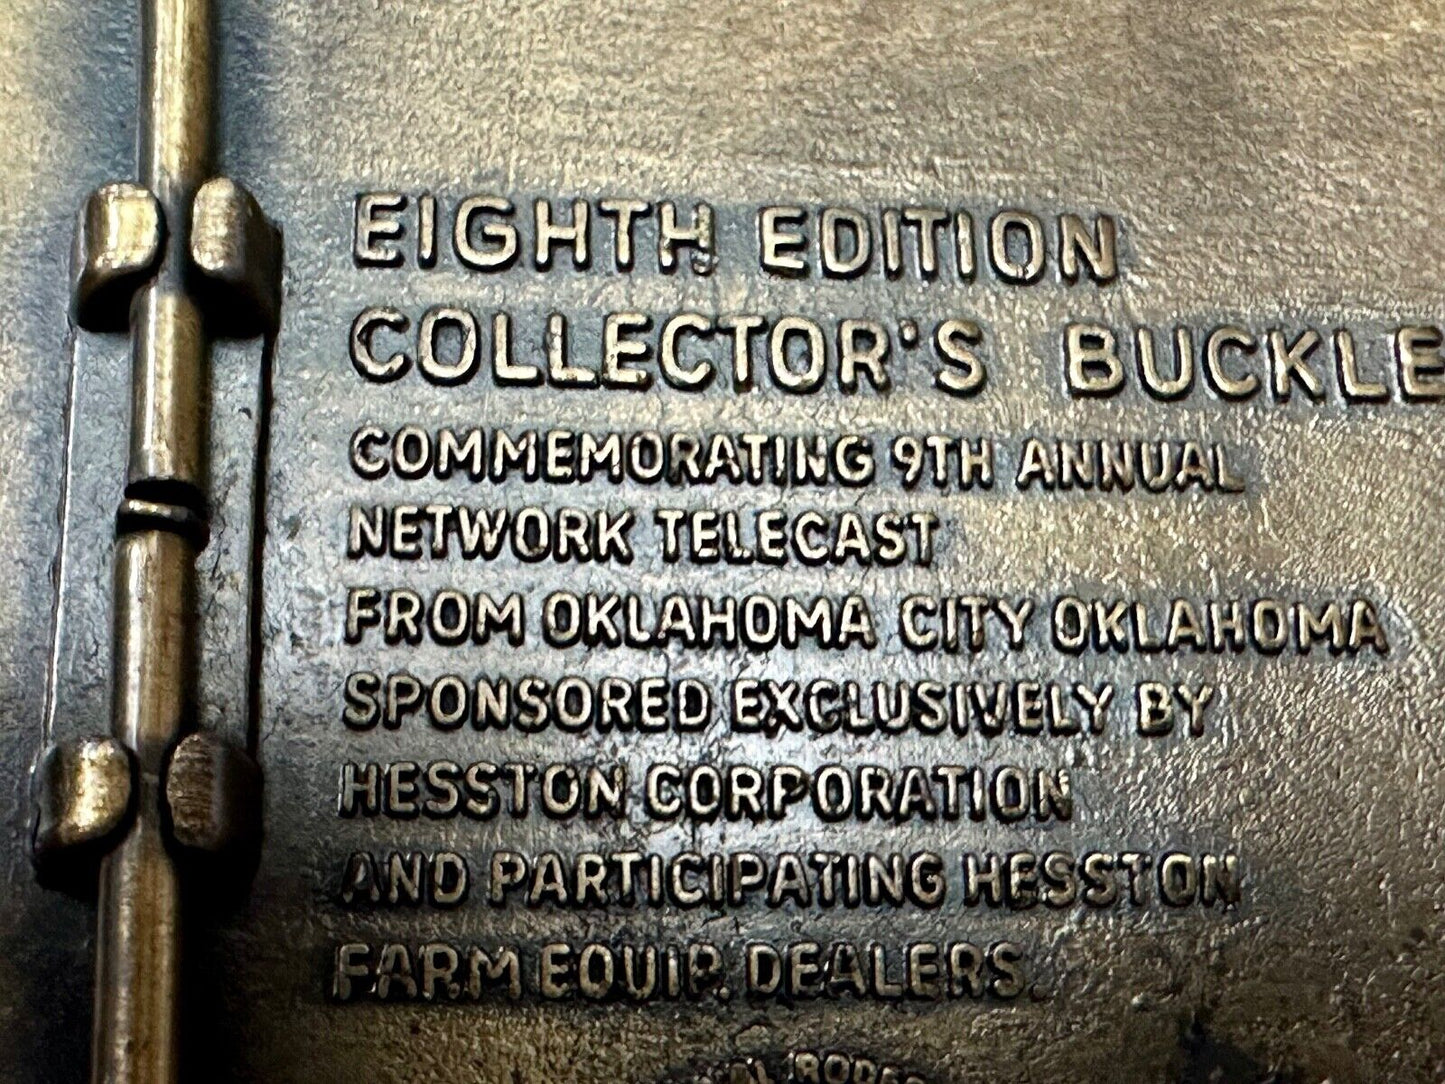 EIGHTH EDITION
COLLECTOR'S BUCKLE
COMMEMORATING 9TH ANNUAL
NETWORK TELECAST
FROM OKLAHOMA CITY OKLAHOMA
SPONSORED EXCLUSIVELY BY
HESSTON CORPORATION
AND PARTICIPATING HESSTON
FARM EQUIP. DEALERS